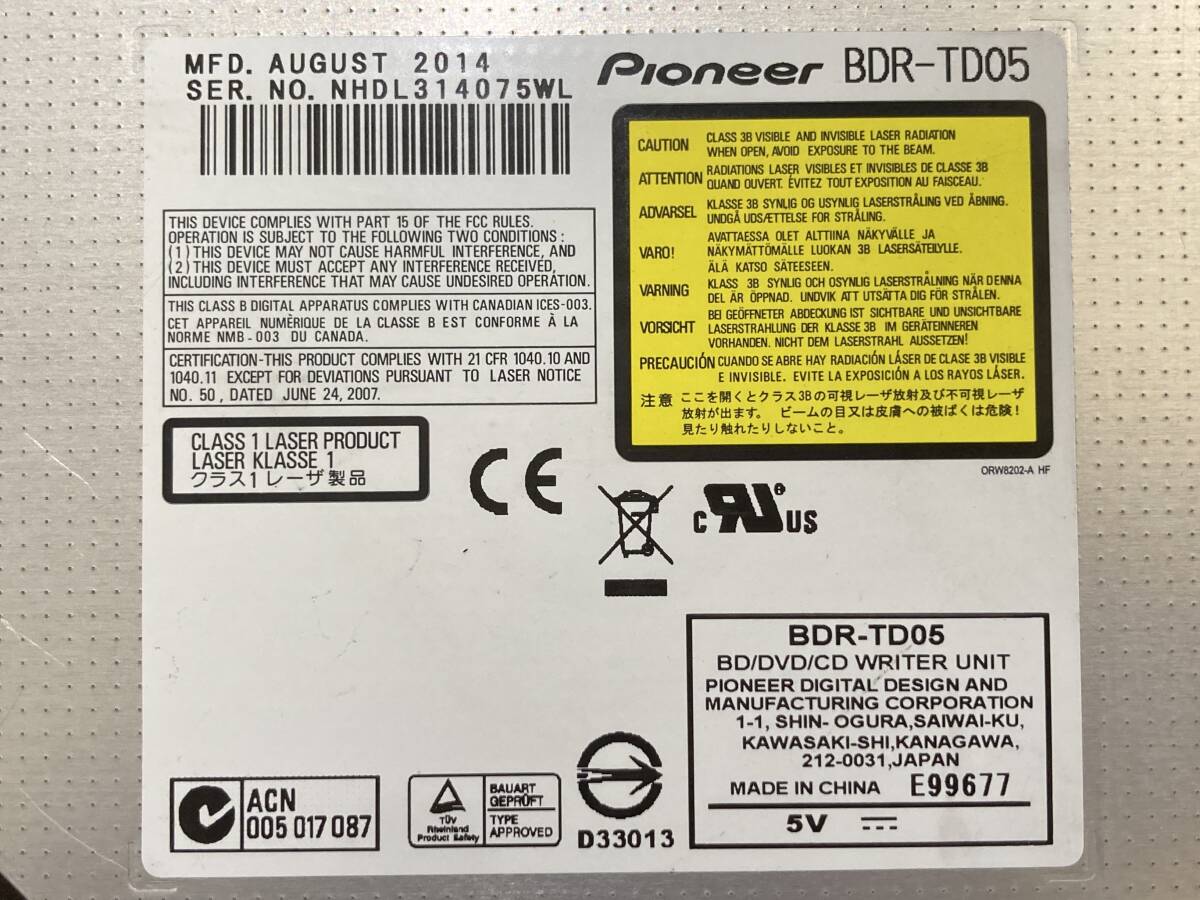 MFD. AUGUST 2014
SER. NO. NHDL314075WL
Pioneer BDR-TD05
CAUTION CLASS 3B VISIBLE AND INVISIBLE LASER RADIATION
WHEN OPEN, AVOID EXPOSURE TO THE BEAM.
ATTENTION RADIATIONS LASER VISIBLES ET INVISIBLES DE CLASSE 3B
QUAND OUVERT. ÉVITEZ TOUT EXPOSITION AU FAISCEAU.
ADVARSEL KLASSE 3B SYNLIG OG USYNLIG LASERSTRÅLING VED ÅBNING.
UNDGÅ UDSÆTTELSE FOR STRÅLING.
VARO! AVATTAESSA OLET ALTTIINA NÄKYVÄLLE JA
NÄKYMÄTTÖMÄLLE LUOKAN 3B LASERSÄTEILYLLE.
ÄLÄ KATSO SÄTEESEEN.
VARNING KLASS 3B SYNLIG OCH OSYNLIG LASERSTRÅLNING NÄR DENNA
DEL ÄR ÖPPNAD. UNDVIK ATT UTSÄTTA DIG FÖR STRÅLEN.
VORSICHT BEI GEÖFFNETER ABDECKUNG IST SICHTBARE UND UNSICHTBARE
LASERSTRAHLUNG DER KLASSE 3B IM GERÄTEINNEREN
VORHANDEN. NICHT DEM LASERSTRAHL AUSSETZEN!
PRECAUCIÓN CUANDO SE ABRE HAY RADIACIÓN LÁSER DE CLASE 3B VISIBLE
E INVISIBLE. EVITE LA EXPOSICIÓN A LOS RAYOS LÁSER.
注意 ここを開くとクラス3Bの可視レーザ放射及び不可視レーザ
放射が出ます。 ビームの目又は皮膚への被ばくは危険!
見たり触れたりしないこと。
ORW8202-A HF
THIS DEVICE COMPLIES WITH PART 15 OF THE FCC RULES.
OPERATION IS SUBJECT TO THE FOLLOWING TWO CONDITIONS :
(1) THIS DEVICE MAY NOT CAUSE HARMFUL INTERFERENCE, AND
(2) THIS DEVICE MUST ACCEPT ANY INTERFERENCE RECEIVED,
INCLUDING INTERFERENCE THAT MAY CAUSE UNDESIRED OPERATION.
THIS CLASS B DIGITAL APPARATUS COMPLIES WITH CANADIAN ICES-003.
CET APPAREIL NUMÈRIQUE DE LA CLASSE B EST CONFORME À LA
NORME NMB-003 DU CANADA.
CERTIFICATION-THIS PRODUCT COMPLIES WITH 21 CFR 1040.10 AND
1040.11 EXCEPT FOR DEVIATIONS PURSUANT TO LASER NOTICE
NO. 50 , DATED JUNE 24, 2007.
CLASS 1 LASER PRODUCT
LASER KLASSE 1
クラス1レーザ製品
CE
C RU ® US
BDR-TD05
BD/DVD/CD WRITER UNIT
PIONEER DIGITAL DESIGN AND
MANUFACTURING CORPORATION
1-1, SHIN- OGURA,SAIWAI-KU,
KAWASAKI-SHI,KANAGAWA,
212-0031,JAPAN
MADE IN CHINA E99677
5V
ACN
005 017 087
TÜV
Rheinland
Product Safety
BAUART
GEPRÜFT
TYPE
APPROVED
D33013